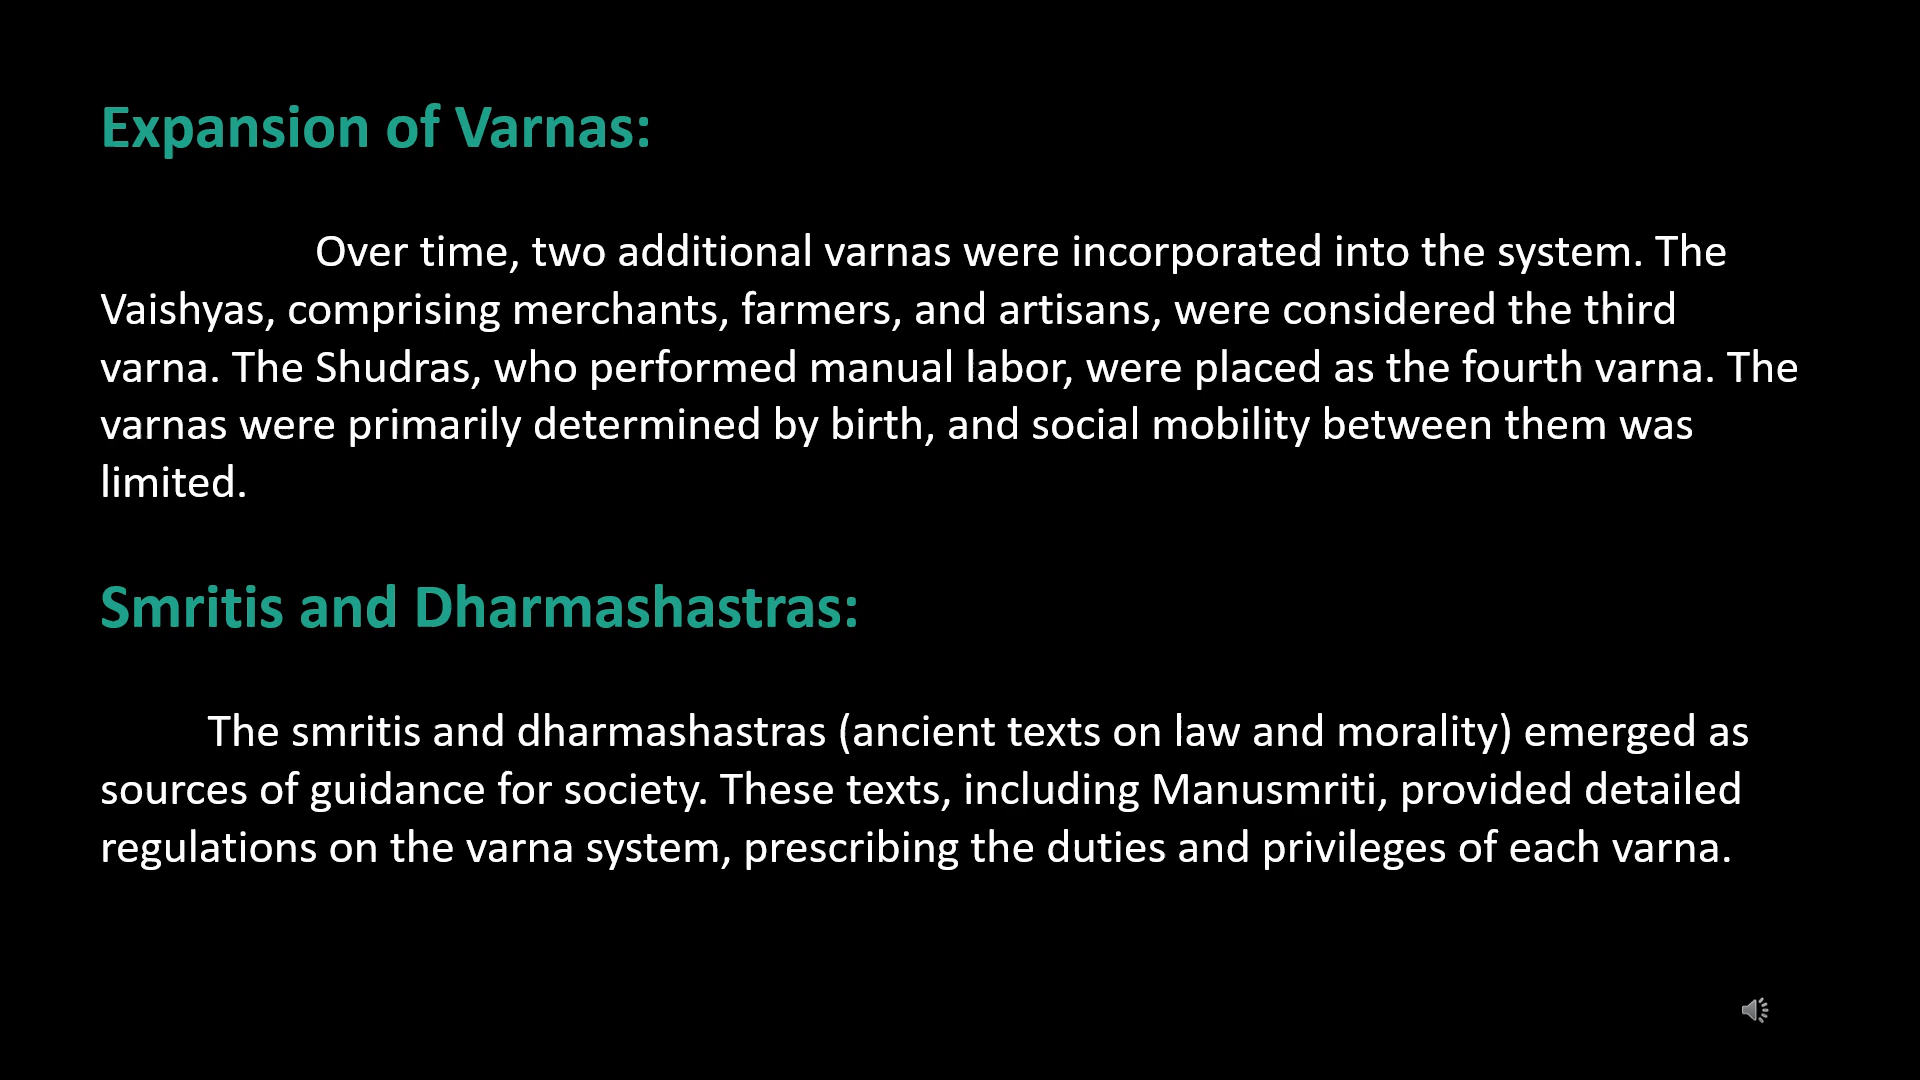 Expansion of Varnas:
Over time, two additional varnas were incorporated into the system. The
Vaishyas, comprising merchants, farmers, and artisans, were considered the third
varna. The Shudras, who performed manual labor, were placed as the fourth varna. The
varnas were primarily determined by birth, and social mobility between them was
limited.
Smritis and Dharmashastras:
The smritis and dharmashastras (ancient texts on law and morality) emerged as
sources of guidance for society. These texts, including Manusmriti, provided detailed
regulations on the varna system, prescribing the duties and privileges of each varna.